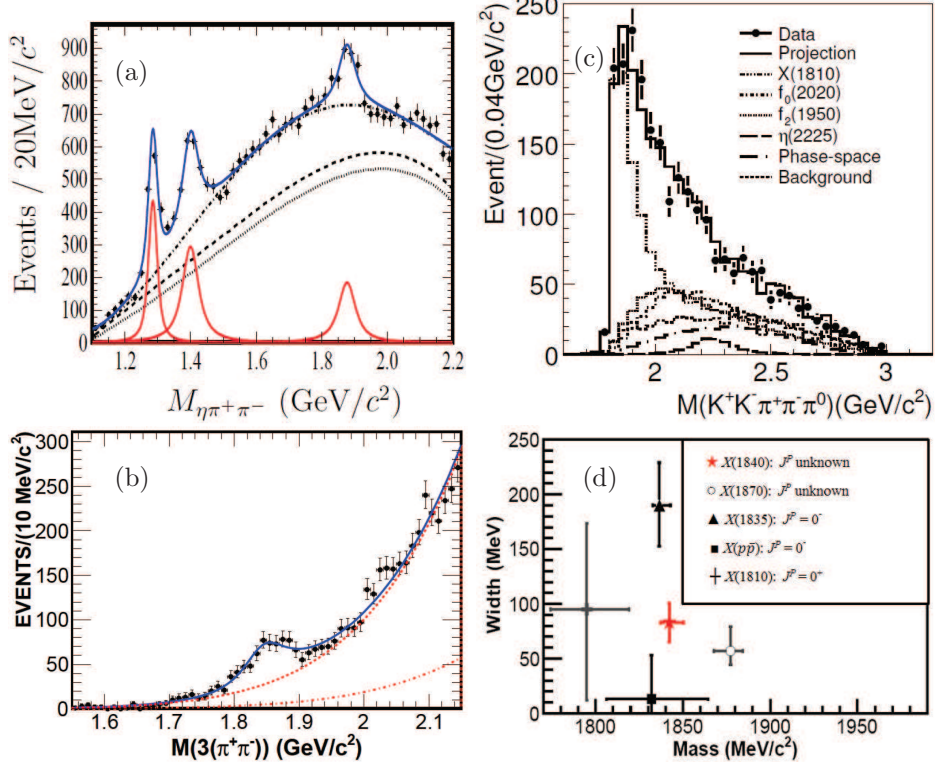 (a)
Events / 20MeV/c²
900
800
700
600
500
400
300
200
100
0
1.2 1.4 1.6 1.8 2.0 2.2
M_ηπ⁺π⁻ (GeV/c²)
(c)
Event/(0.04GeV/c²)
250
200
150
100
50
0
Data
Projection
X(1810)
f₀(2020)
f₂(1950)
η(2225)
Phase-space
Background
2 2.5 3
M(K⁺K⁻π⁺π⁻π⁰)(GeV/c²)
(b)
EVENTS/(10 MeV/c²)
300
250
200
150
100
50
0
1.6 1.7 1.8 1.9 2 2.1
M(3(π⁺π⁻)) (GeV/c²)
(d)
Width (MeV)
250
200
150
100
50
0
X(1840): Jᴾ unknown
X(1870): Jᴾ unknown
X(1835): Jᴾ = 0⁻
X(pp̄): Jᴾ = 0⁻
X(1810): Jᴾ = 0⁺
1800 1850 1900 1950
Mass (MeV/c²)